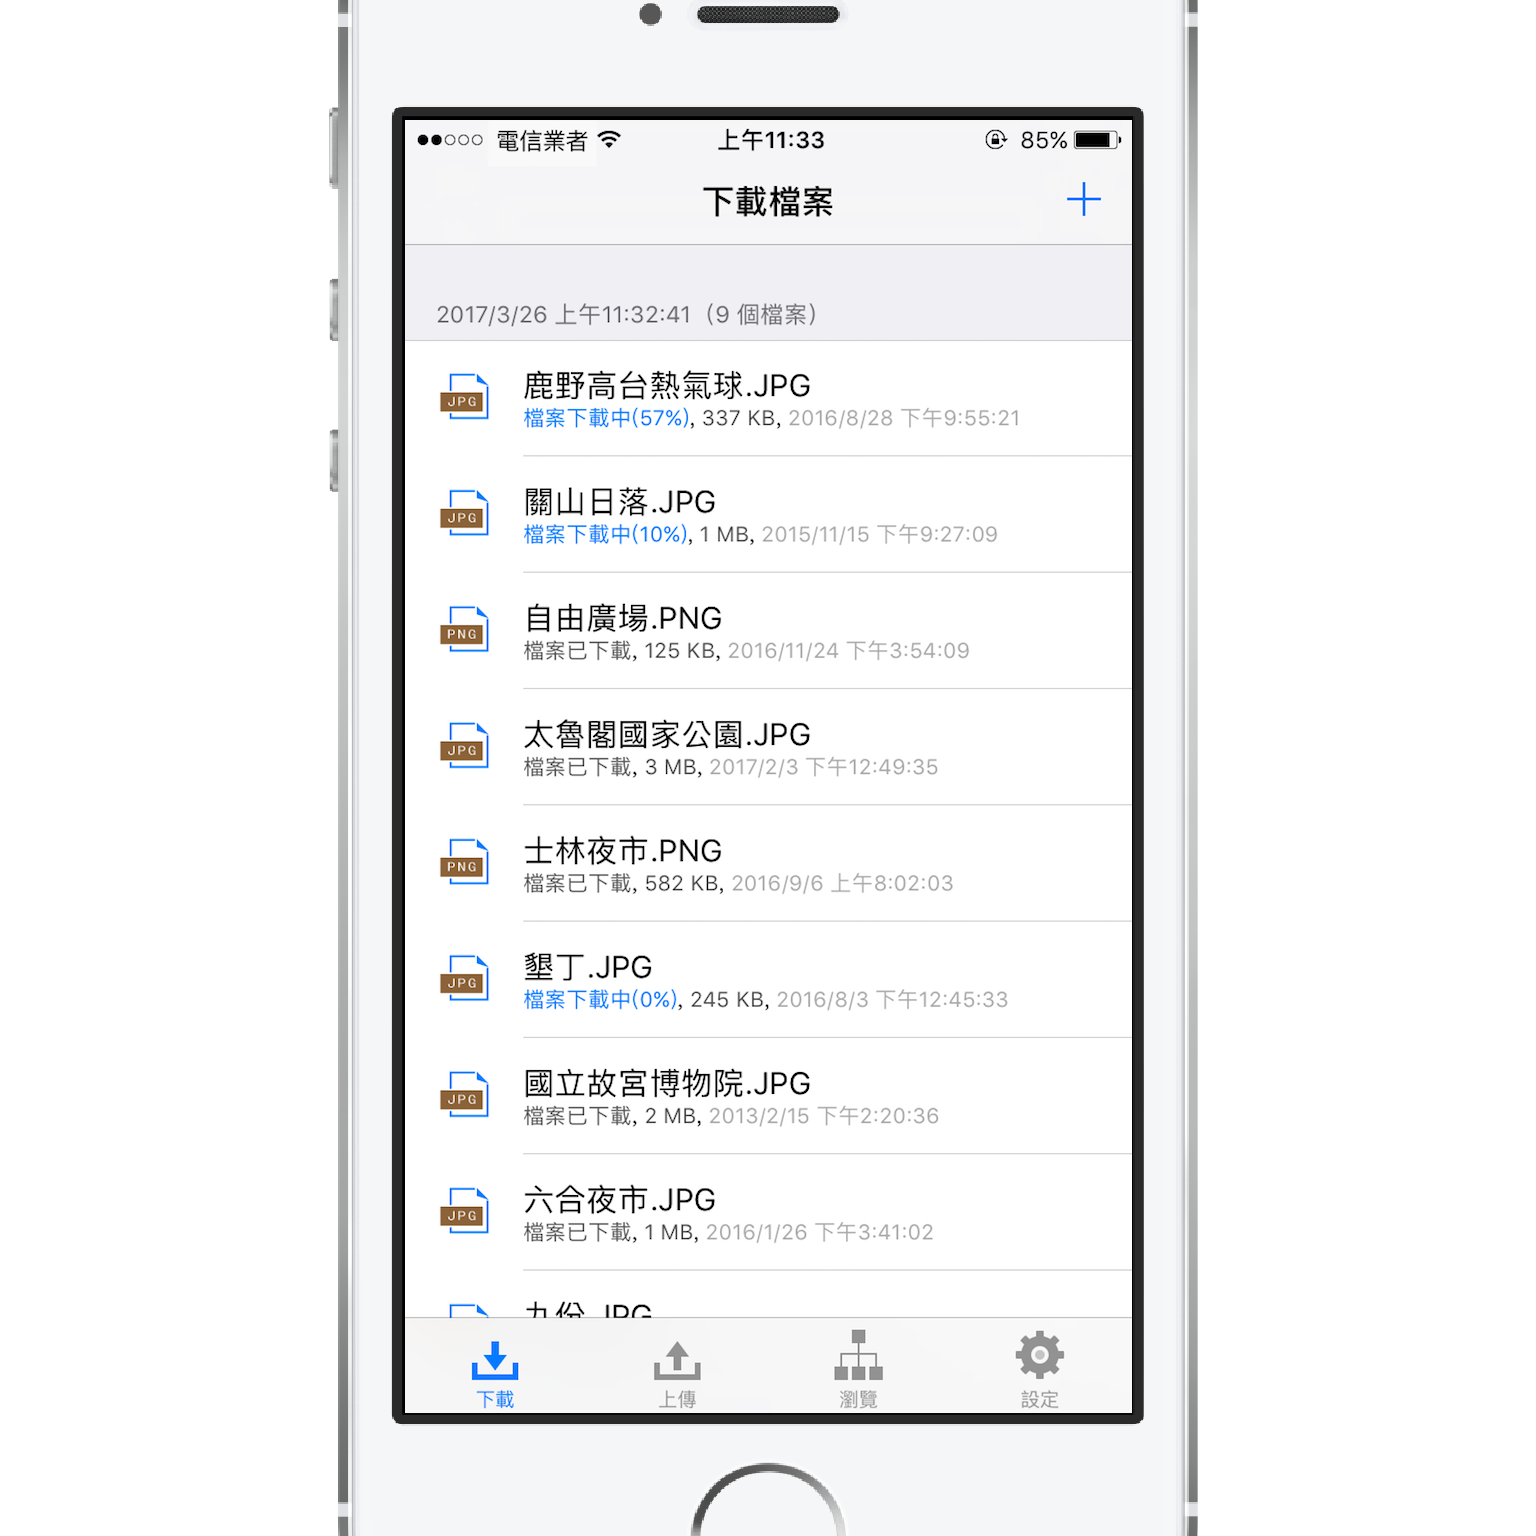 電信業者 上午11:33 85%
下載檔案
2017/3/26 上午11:32:41（9 個檔案）
JPG 鹿野高台熱氣球.JPG
檔案下載中(57%), 337 KB, 2016/8/28 下午9:55:21
JPG 關山日落.JPG
檔案下載中(10%), 1 MB, 2015/11/15 下午9:27:09
PNG 自由廣場.PNG
檔案已下載, 125 KB, 2016/11/24 下午3:54:09
JPG 太魯閣國家公園.JPG
檔案已下載, 3 MB, 2017/2/3 下午12:49:35
PNG 士林夜市.PNG
檔案已下載, 582 KB, 2016/9/6 上午8:02:03
JPG 墾丁.JPG
檔案下載中(0%), 245 KB, 2016/8/3 下午12:45:33
JPG 國立故宮博物院.JPG
檔案已下載, 2 MB, 2013/2/15 下午2:20:36
JPG 六合夜市.JPG
檔案已下載, 1 MB, 2016/1/26 下午3:41:02
九份.JPG
下載 上傳 瀏覽 設定